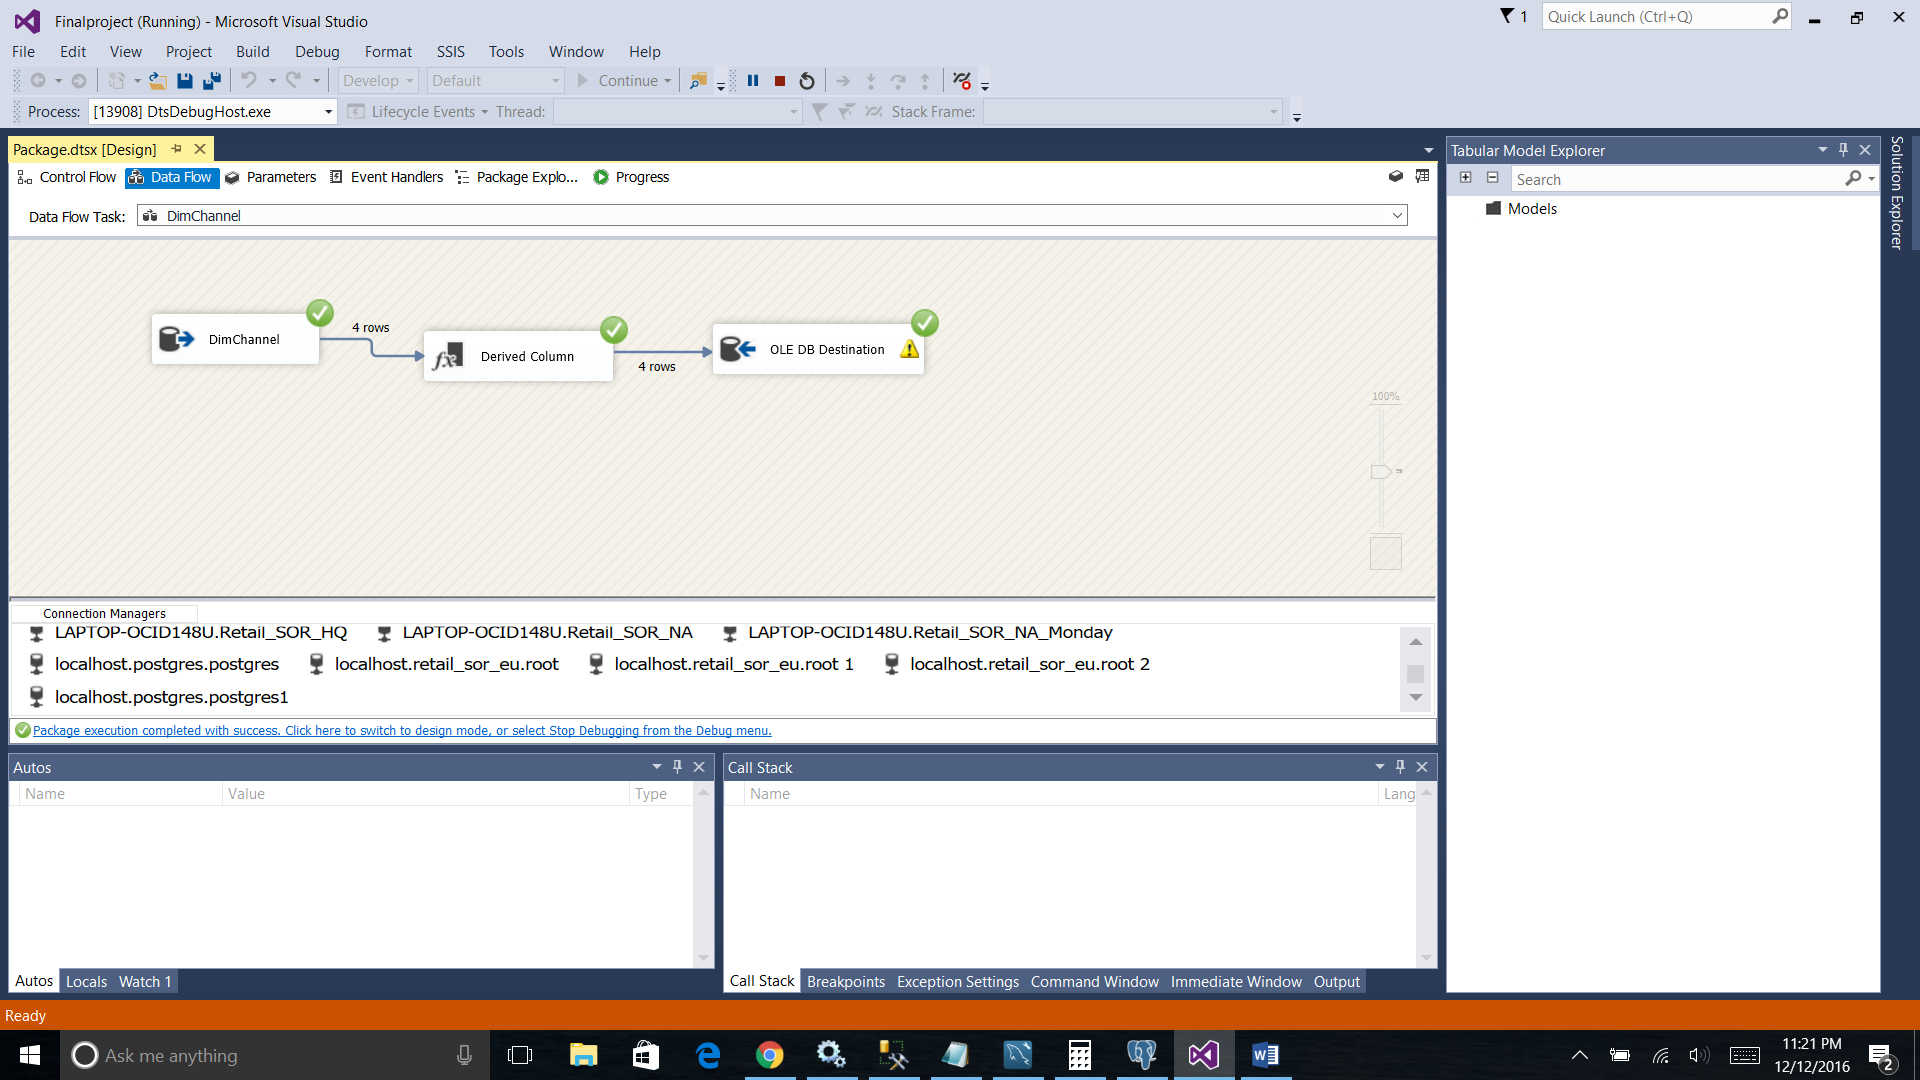 Finalproject (Running) - Microsoft Visual Studio
1
Quick Launch (Ctrl+Q)
File Edit View Project Build Debug Format SSIS Tools Window Help
Develop Default Continue
Process: [13908] DtsDebugHost.exe Lifecycle Events Thread: Stack Frame:
Package.dtsx [Design]
Control Flow Data Flow Parameters Event Handlers Package Explo... Progress
Data Flow Task: DimChannel
DimChannel
4 rows
fx
Derived Column
4 rows
OLE DB Destination
100%
Connection Managers
LAPTOP-OCID148U.Retail_SOR_HQ LAPTOP-OCID148U.Retail_SOR_NA LAPTOP-OCID148U.Retail_SOR_NA_Monday
localhost.postgres.postgres localhost.retail_sor_eu.root localhost.retail_sor_eu.root 1 localhost.retail_sor_eu.root 2
localhost.postgres.postgres1
Package execution completed with success. Click here to switch to design mode, or select Stop Debugging from the Debug menu.
Autos
Name Value Type
Autos Locals Watch 1
Call Stack
Name Lang
Call Stack Breakpoints Exception Settings Command Window Immediate Window Output
Tabular Model Explorer
Search
Models
Solution Explorer
Ready
Ask me anything
11:21 PM
12/12/2016
2